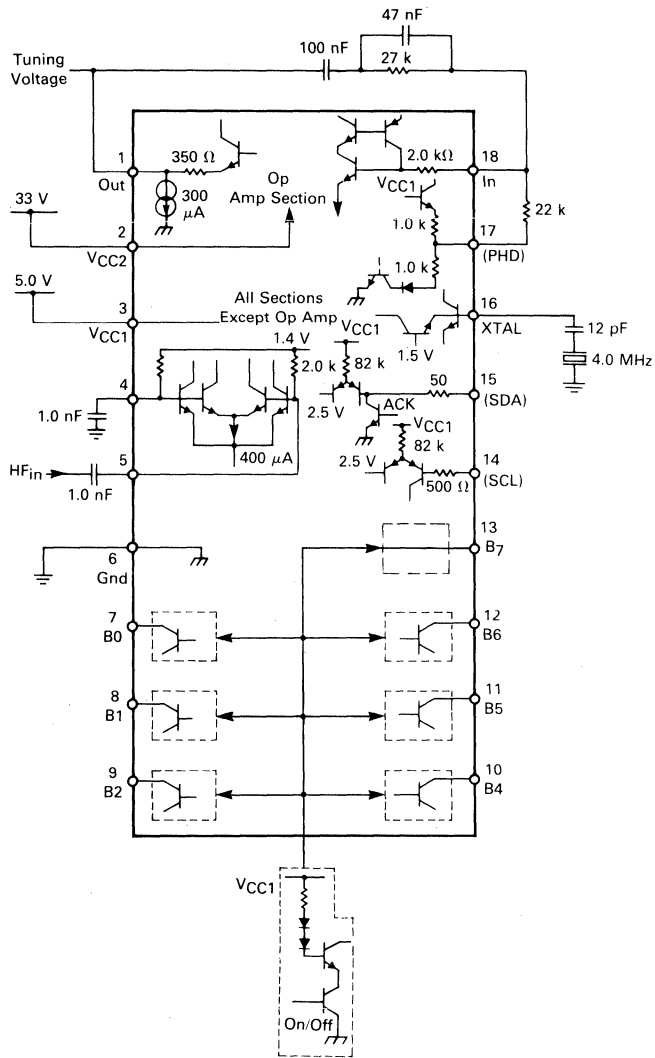 47 nF
100 nF
27 k
Tuning
Voltage
1
Out
350 Ω
300
μA
Op
Amp Section
2.0 kΩ
18
In
VCC1
1.0 k
22 k
17
(PHD)
1.0 k
33 V
2
VCC2
5.0 V
3
VCC1
All Sections
Except Op Amp
16
XTAL
12 pF
4.0 MHz
1.5 V
VCC1
1.4 V
2.0 k
82 k
4
1.0 nF
2.5 V
ACK
50
15
(SDA)
VCC1
82 k
400 μA
2.5 V
500 Ω
14
(SCL)
HFin
1.0 nF
5
13
B7
6
Gnd
7
B0
12
B6
8
B1
11
B5
9
B2
10
B4
VCC1
On/Off